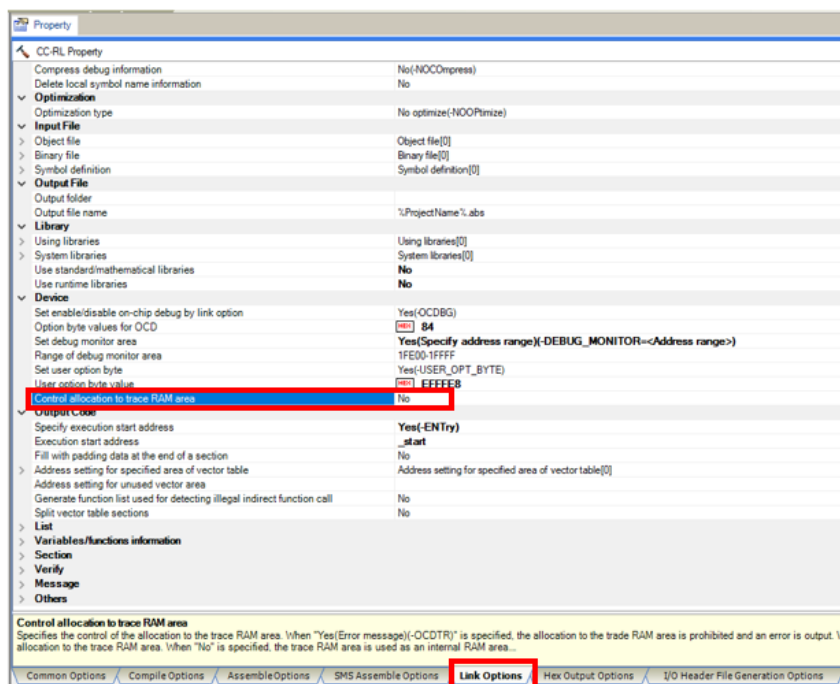 Property
CC-RL Property
Compress debug information No(-NOCOmpress)
Delete local symbol name information No
Optimization
Optimization type No optimize(-NOOPtimize)
Input File
Object file Object file[0]
Binary file Binary file[0]
Symbol definition Symbol definition[0]
Output File
Output folder
Output file name %ProjectName%.abs
Library
Using libraries Using libraries[0]
System libraries System libraries[0]
Use standard/mathematical libraries No
Use runtime libraries No
Device
Set enable/disable on-chip debug by link option Yes(-OCDBG)
Option byte values for OCD HEX 84
Set debug monitor area Yes(Specify address range)(-DEBUG_MONITOR=<Address range>)
Range of debug monitor area 1FE00-1FFFF
Set user option byte Yes(-USER_OPT_BYTE)
User option byte value HEX EFFFE8
Control allocation to trace RAM area No
Output Code
Specify execution start address Yes(-ENTry)
Execution start address _start
Fill with padding data at the end of a section No
Address setting for specified area of vector table Address setting for specified area of vector table[0]
Address setting for unused vector area
Generate function list used for detecting illegal indirect function call No
Split vector table sections No
List
Variables/functions information
Section
Verify
Message
Others
Control allocation to trace RAM area
Specifies the control of the allocation to the trace RAM area. When "Yes(Error message)(-OCDTR)" is specified, the allocation to the trade RAM area is prohibited and an error is output.
allocation to the trace RAM area. When "No" is specified, the trace RAM area is used as an internal RAM area...
Common Options Compile Options Assemble Options SMS Assemble Options Link Options Hex Output Options I/O Header File Generation Options